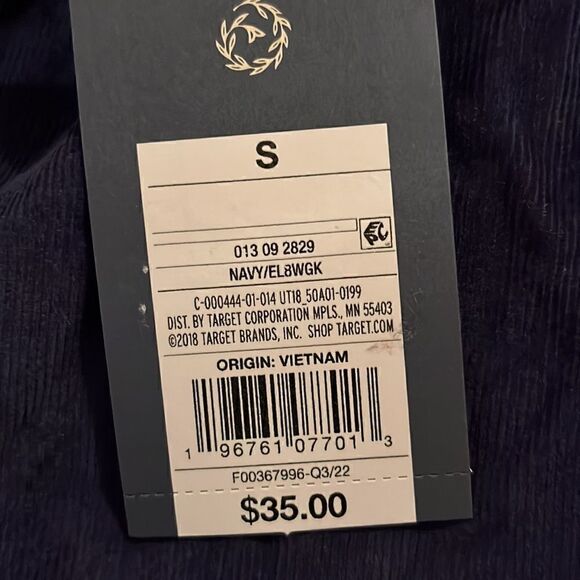 S
EPC
013 09 2829
NAVY/EL8WGK
C-000444-01-014 UT18_50A01-0199
DIST. BY TARGET CORPORATION MPLS., MN 55403
©2018 TARGET BRANDS, INC. SHOP TARGET.COM
ORIGIN: VIETNAM
1 96761 07701 3
F00367996-Q3/22
$35.00